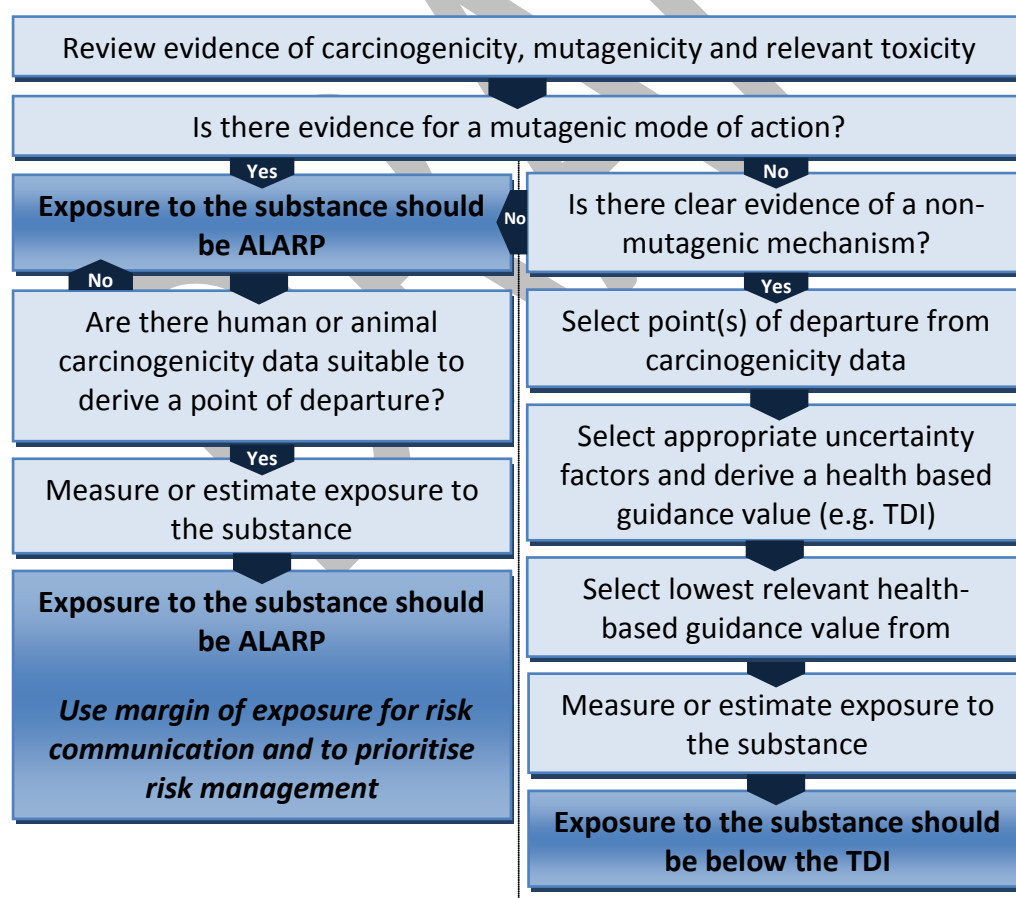 Review evidence of carcinogenicity, mutagenicity and relevant toxicity
Is there evidence for a mutagenic mode of action?
Yes
Exposure to the substance should
be ALARP
No
Are there human or animal
carcinogenicity data suitable to
derive a point of departure?
Yes
Measure or estimate exposure to
the substance
Exposure to the substance should
be ALARP
Use margin of exposure for risk
communication and to prioritise
risk management
No
No
Is there clear evidence of a non-
mutagenic mechanism?
Yes
Select point(s) of departure from
carcinogenicity data
Select appropriate uncertainty
factors and derive a health based
guidance value (e.g. TDI)
Select lowest relevant health-
based guidance value from
Measure or estimate exposure to
the substance
Exposure to the substance should
be below the TDI